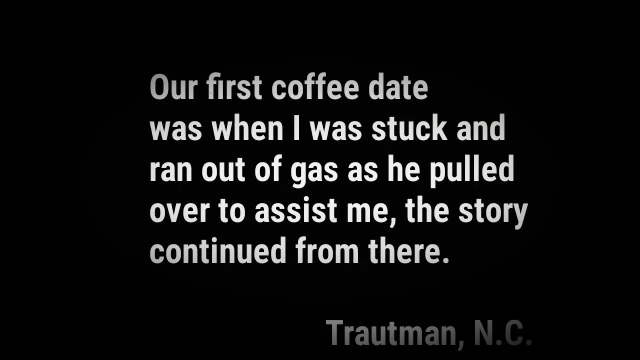 Our first coffee date
was when I was stuck and
ran out of gas as he pulled
over to assist me, the story
continued from there.
Trautman, N.C.